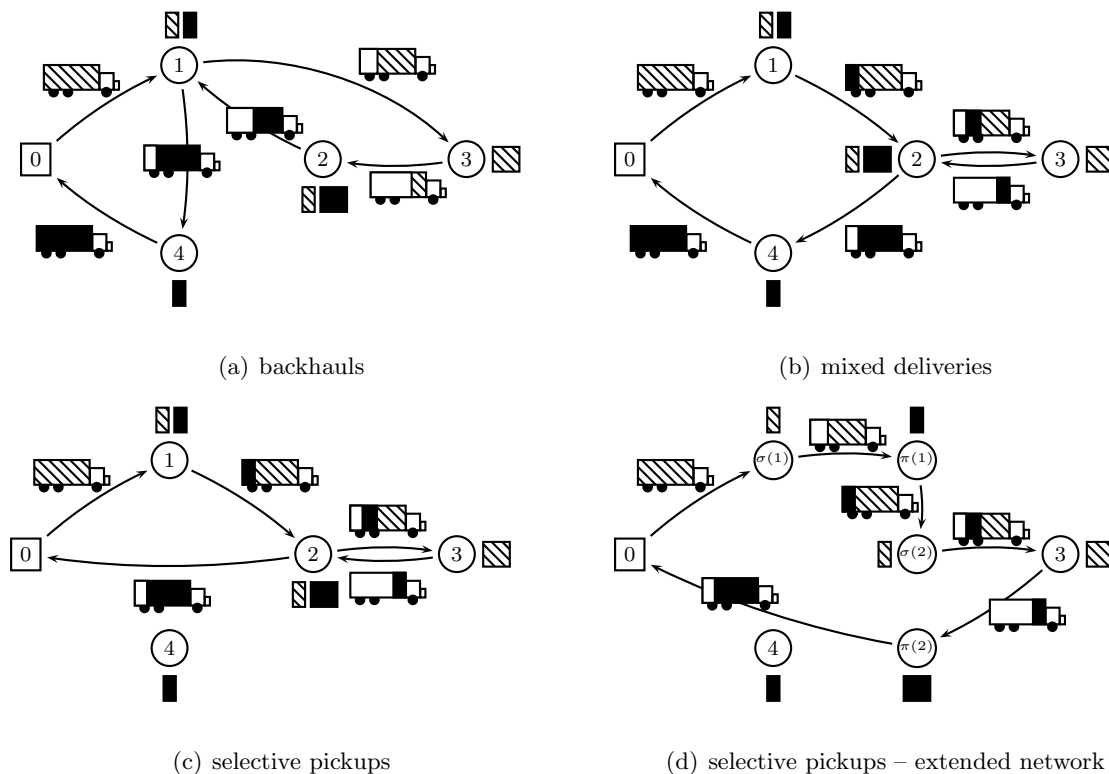 1
0
2
3
4
(a) backhauls
1
0
2
3
4
(b) mixed deliveries
1
0
2
3
4
(c) selective pickups
σ(1)
π(1)
0
σ(2)
3
4
π(2)
(d) selective pickups – extended network